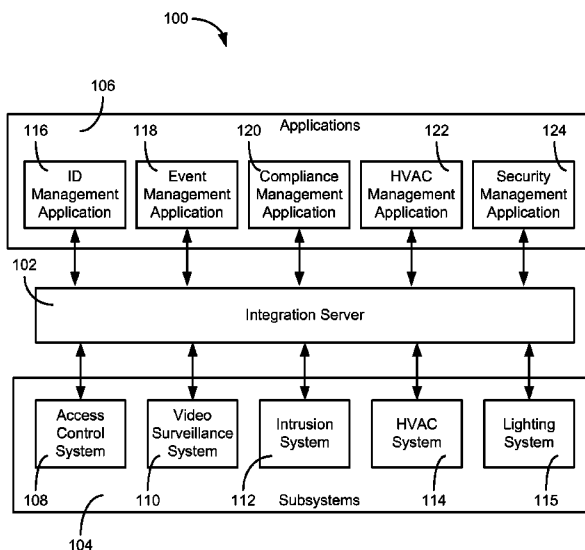 100
106
Applications
116
118
120
122
124
ID
Management
Application
Event
Management
Application
Compliance
Management
Application
HVAC
Management
Application
Security
Management
Application
102
Integration Server
Access
Control
System
Video
Surveillance
System
Intrusion
System
HVAC
System
Lighting
System
108
110
112
114
115
Subsystems
104